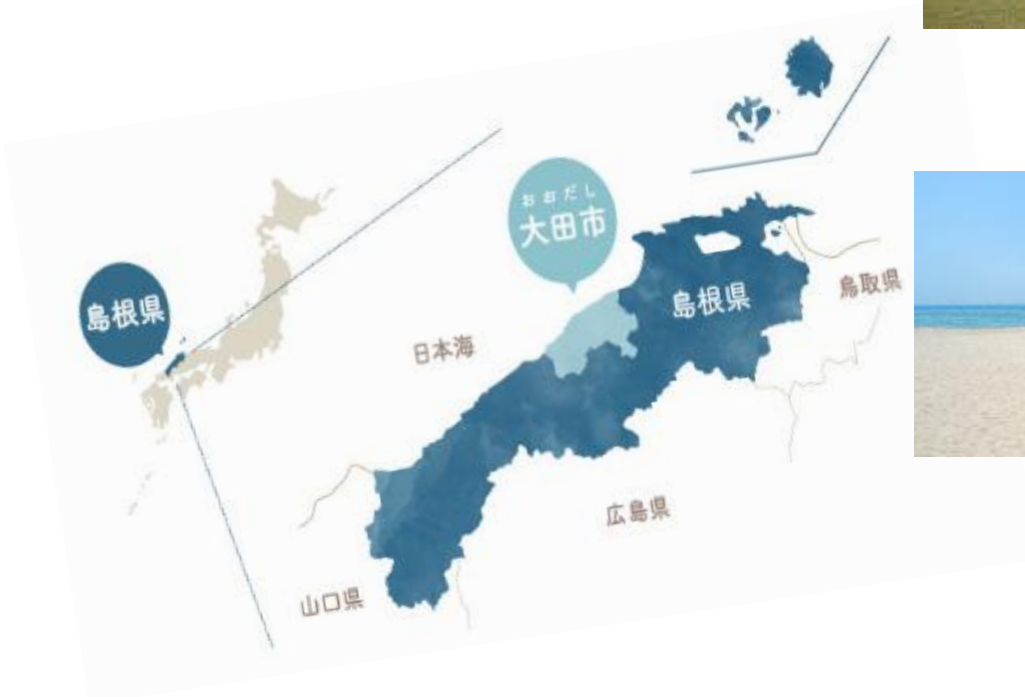 おおだし
大田市
島根県
島根県
鳥取県
日本海
広島県
山口県